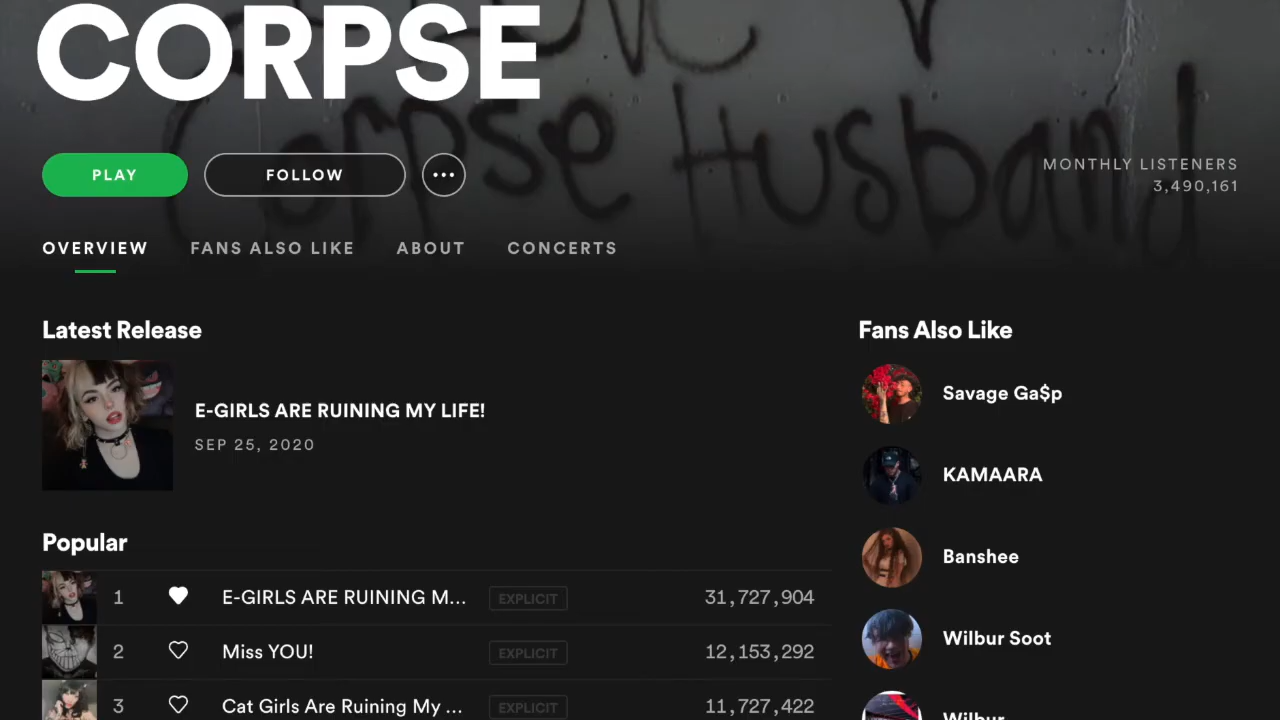 CORPSE
Corpse Husband
PLAY
FOLLOW
MONTHLY LISTENERS
3,490,161
OVERVIEW
FANS ALSO LIKE
ABOUT
CONCERTS
Latest Release
E-GIRLS ARE RUINING MY LIFE!
SEP 25, 2020
Popular
1 E-GIRLS ARE RUINING M... EXPLICIT 31,727,904
2 Miss YOU! EXPLICIT 12,153,292
3 Cat Girls Are Ruining My ... EXPLICIT 11,727,422
Fans Also Like
Savage Ga$p
KAMAARA
Banshee
Wilbur Soot
Wilbur